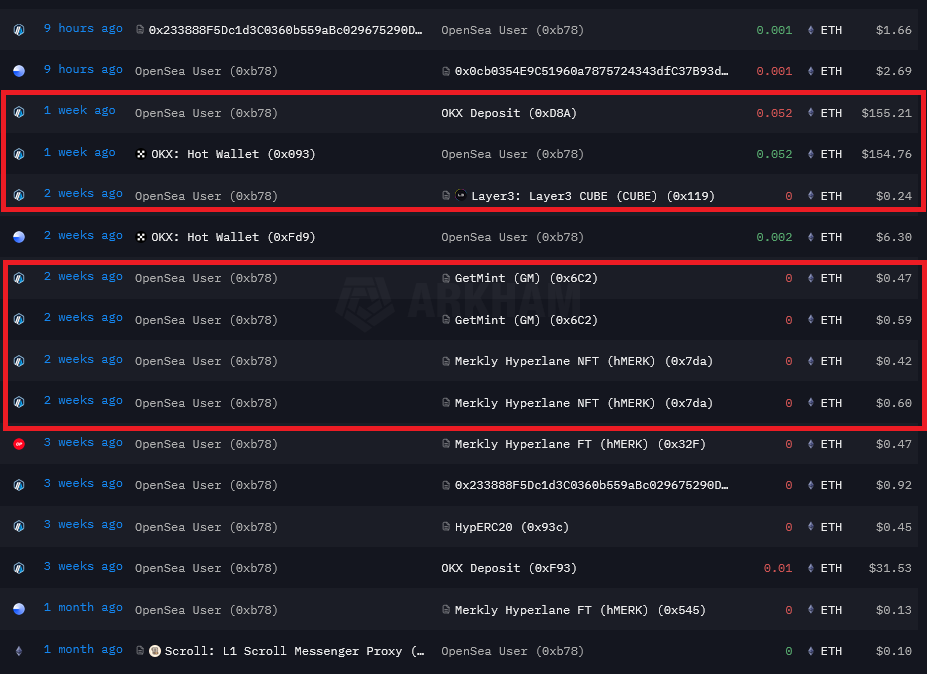 9 hours ago 0x233888F5Dc1d3C0360b559aBc029675290D… OpenSea User (0xb78) 0.001 ETH $1.66
9 hours ago OpenSea User (0xb78) 0x0cb0354E9C51960a7875724343dfC37B93d… 0.001 ETH $2.69
1 week ago OpenSea User (0xb78) OKX Deposit (0xD8A) 0.052 ETH $155.21
1 week ago OKX: Hot Wallet (0x093) OpenSea User (0xb78) 0.052 ETH $154.76
2 weeks ago OpenSea User (0xb78) Layer3: Layer3 CUBE (CUBE) (0x119) 0 ETH $0.24
2 weeks ago OKX: Hot Wallet (0xFd9) OpenSea User (0xb78) 0.002 ETH $6.30
2 weeks ago OpenSea User (0xb78) GetMint (GM) (0x6C2) 0 ETH $0.47
ARKHAM
2 weeks ago OpenSea User (0xb78) GetMint (GM) (0x6C2) 0 ETH $0.59
2 weeks ago OpenSea User (0xb78) Merkly Hyperlane NFT (hMERK) (0x7da) 0 ETH $0.42
2 weeks ago OpenSea User (0xb78) Merkly Hyperlane NFT (hMERK) (0x7da) 0 ETH $0.60
OP 3 weeks ago OpenSea User (0xb78) Merkly Hyperlane FT (hMERK) (0x32F) 0 ETH $0.47
3 weeks ago OpenSea User (0xb78) 0x233888F5Dc1d3C0360b559aBc029675290D… 0 ETH $0.92
3 weeks ago OpenSea User (0xb78) HypERC20 (0x93c) 0 ETH $0.45
3 weeks ago OpenSea User (0xb78) OKX Deposit (0xF93) 0.01 ETH $31.53
1 month ago OpenSea User (0xb78) Merkly Hyperlane FT (hMERK) (0x545) 0 ETH $0.13
1 month ago Scroll: L1 Scroll Messenger Proxy (… OpenSea User (0xb78) 0 ETH $0.10